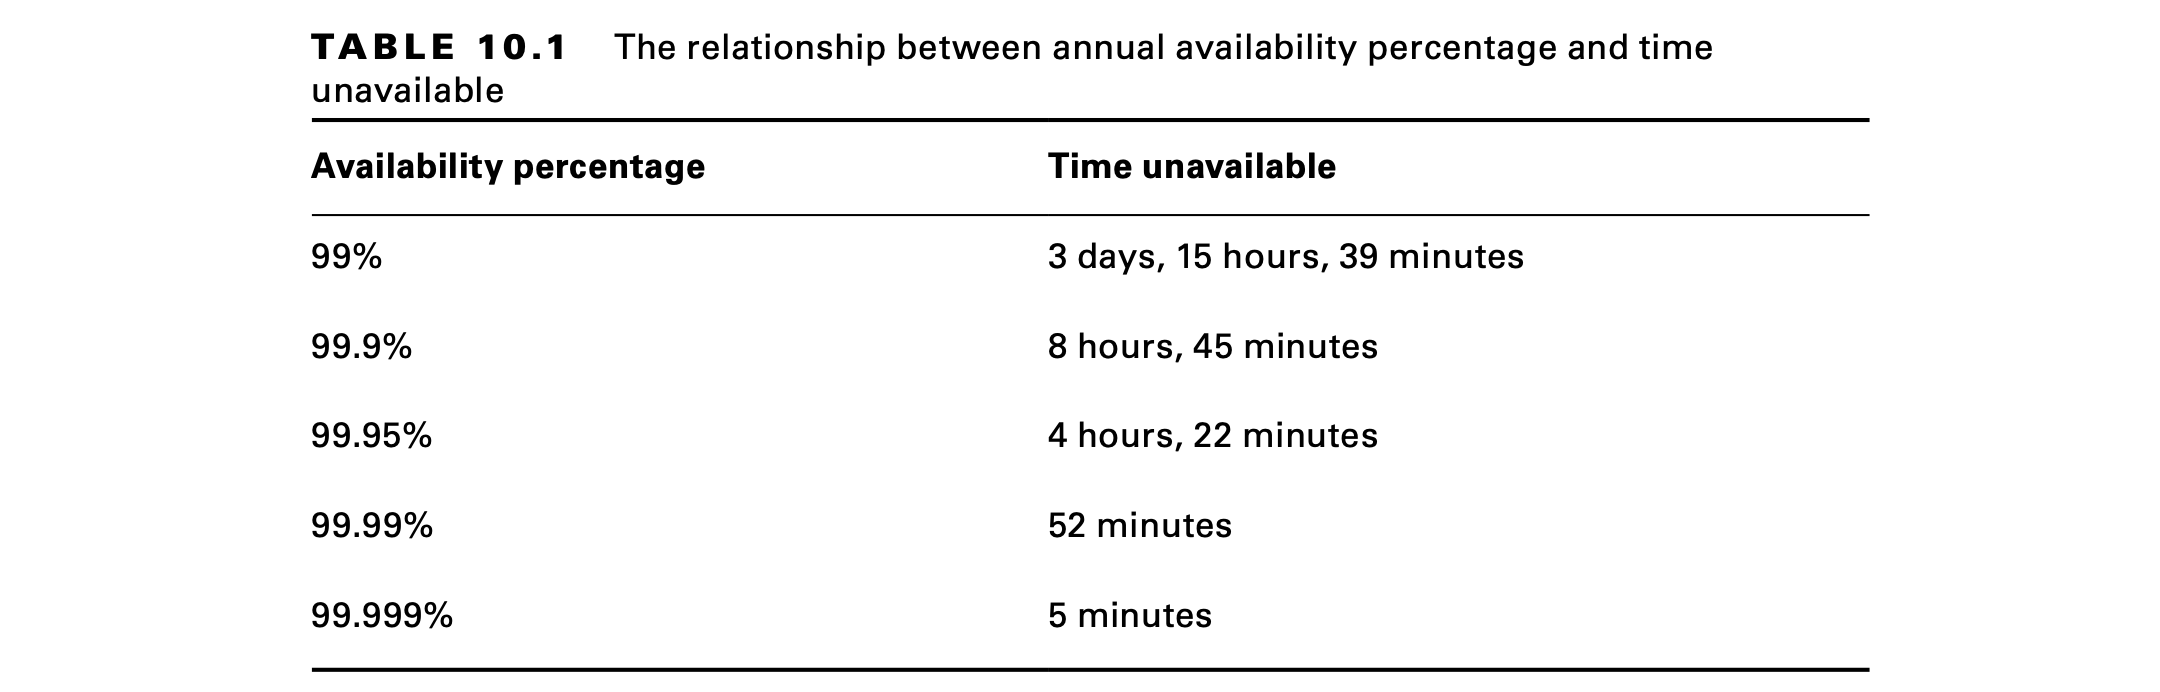 TABLE 10.1 The relationship between annual availability percentage and time
unavailable
Availability percentage Time unavailable
99% 3 days, 15 hours, 39 minutes
99.9% 8 hours, 45 minutes
99.95% 4 hours, 22 minutes
99.99% 52 minutes
99.999% 5 minutes